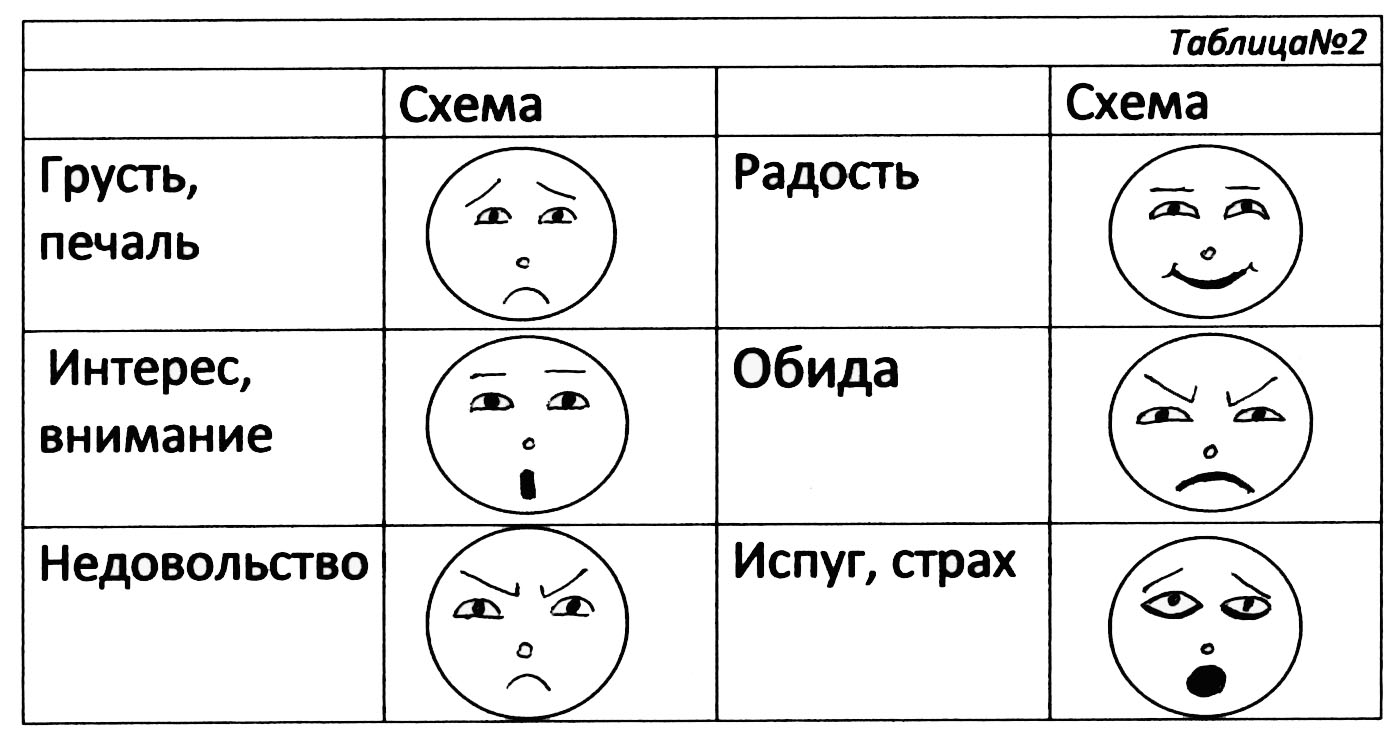 Таблица№2
Схема
Схема
Грусть,
печаль
Радость
Интерес,
внимание
Обида
Недовольство
Испуг, страх